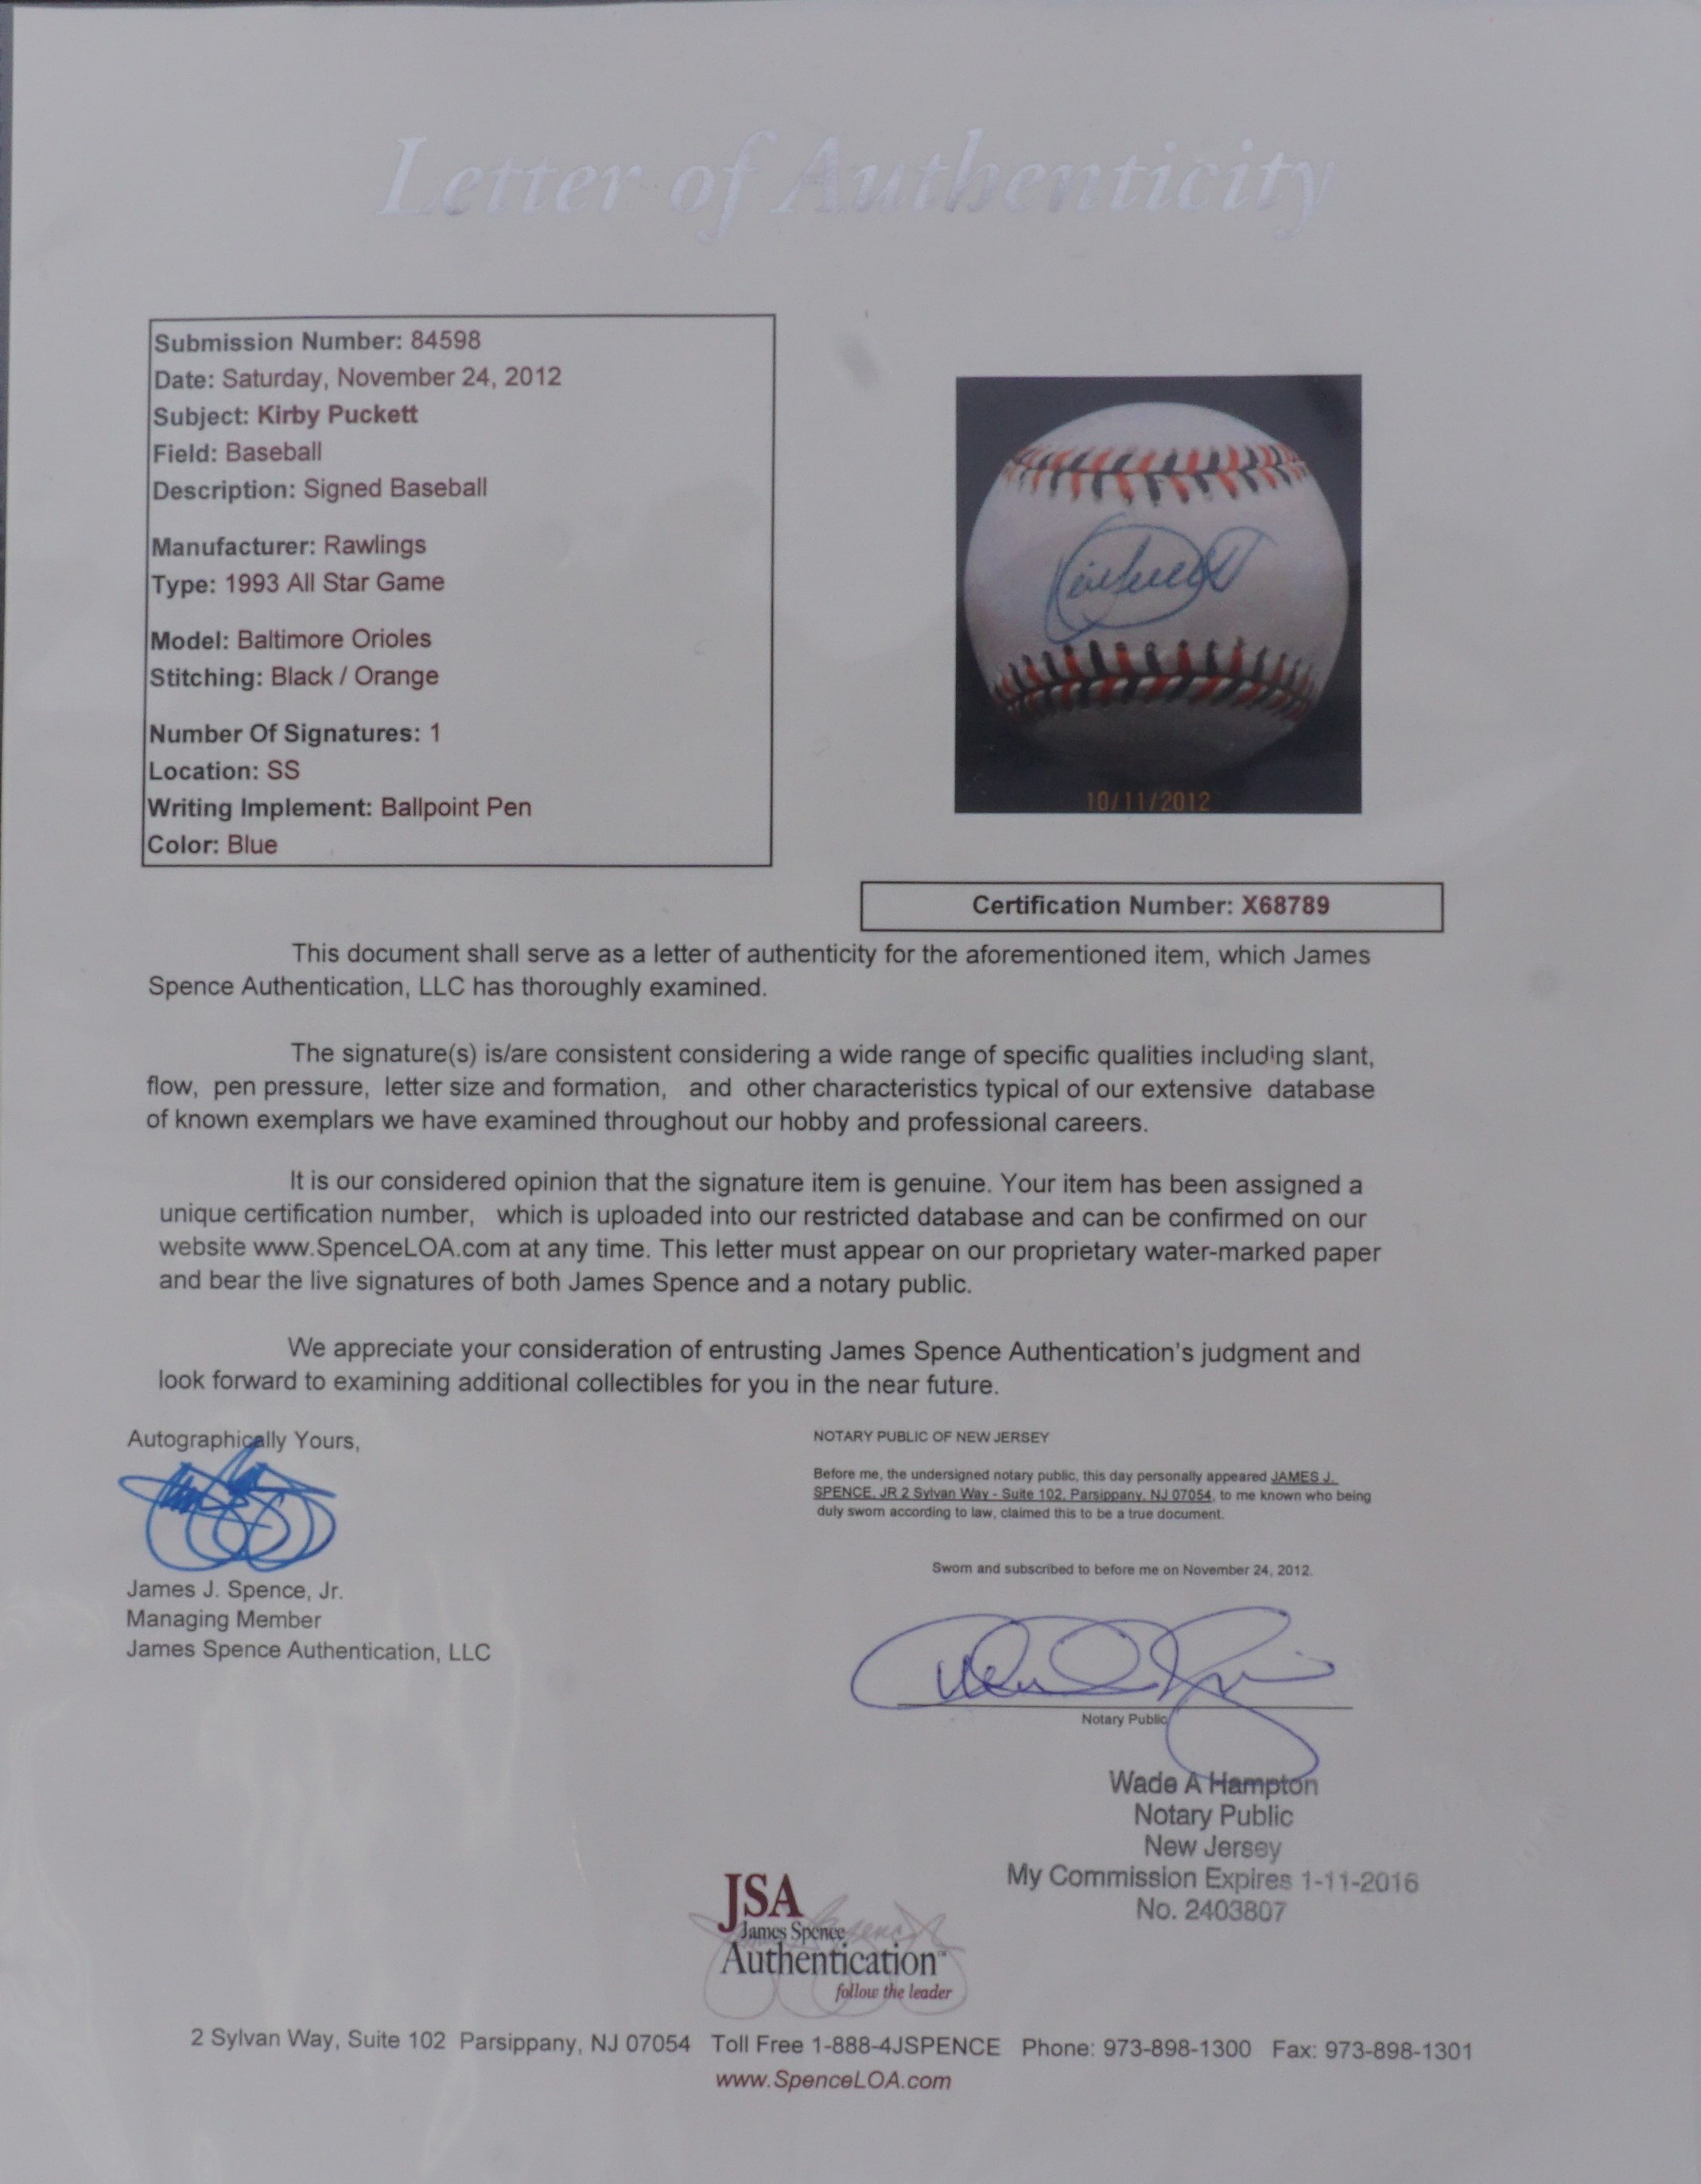 Letter of Authenticity
Submission Number: 84598
Date: Saturday, November 24, 2012
Subject: Kirby Puckett
Field: Baseball
Description: Signed Baseball
Manufacturer: Rawlings
Type: 1993 All Star Game
Model: Baltimore Orioles
Stitching: Black / Orange
Number Of Signatures: 1
Location: SS
Writing Implement: Ballpoint Pen
Color: Blue
10/11/2012
Certification Number: X68789
This document shall serve as a letter of authenticity for the aforementioned item, which James
Spence Authentication, LLC has thoroughly examined.
The signature(s) is/are consistent considering a wide range of specific qualities including slant,
flow, pen pressure, letter size and formation, and other characteristics typical of our extensive database
of known exemplars we have examined throughout our hobby and professional careers.
It is our considered opinion that the signature item is genuine. Your item has been assigned a
unique certification number, which is uploaded into our restricted database and can be confirmed on our
website www.SpenceLOA.com at any time. This letter must appear on our proprietary water-marked paper
and bear the live signatures of both James Spence and a notary public.
We appreciate your consideration of entrusting James Spence Authentication's judgment and
look forward to examining additional collectibles for you in the near future.
Autographically Yours,
James J. Spence, Jr.
Managing Member
James Spence Authentication, LLC
NOTARY PUBLIC OF NEW JERSEY
Before me, the undersigned notary public, this day personally appeared JAMES J.
SPENCE, JR 2 Sylvan Way - Suite 102, Parsippany, NJ 07054, to me known who being
duly sworn according to law, claimed this to be a true document.
Sworn and subscribed to before me on November 24, 2012.
Notary Public
Wade A Hampton
Notary Public
New Jersey
My Commission Expires 1-11-2016
No. 2403807
JSA
James Spence
Authentication™
follow the leader
2 Sylvan Way, Suite 102 Parsippany, NJ 07054 Toll Free 1-888-4JSPENCE Phone: 973-898-1300 Fax: 973-898-1301
www.SpenceLOA.com